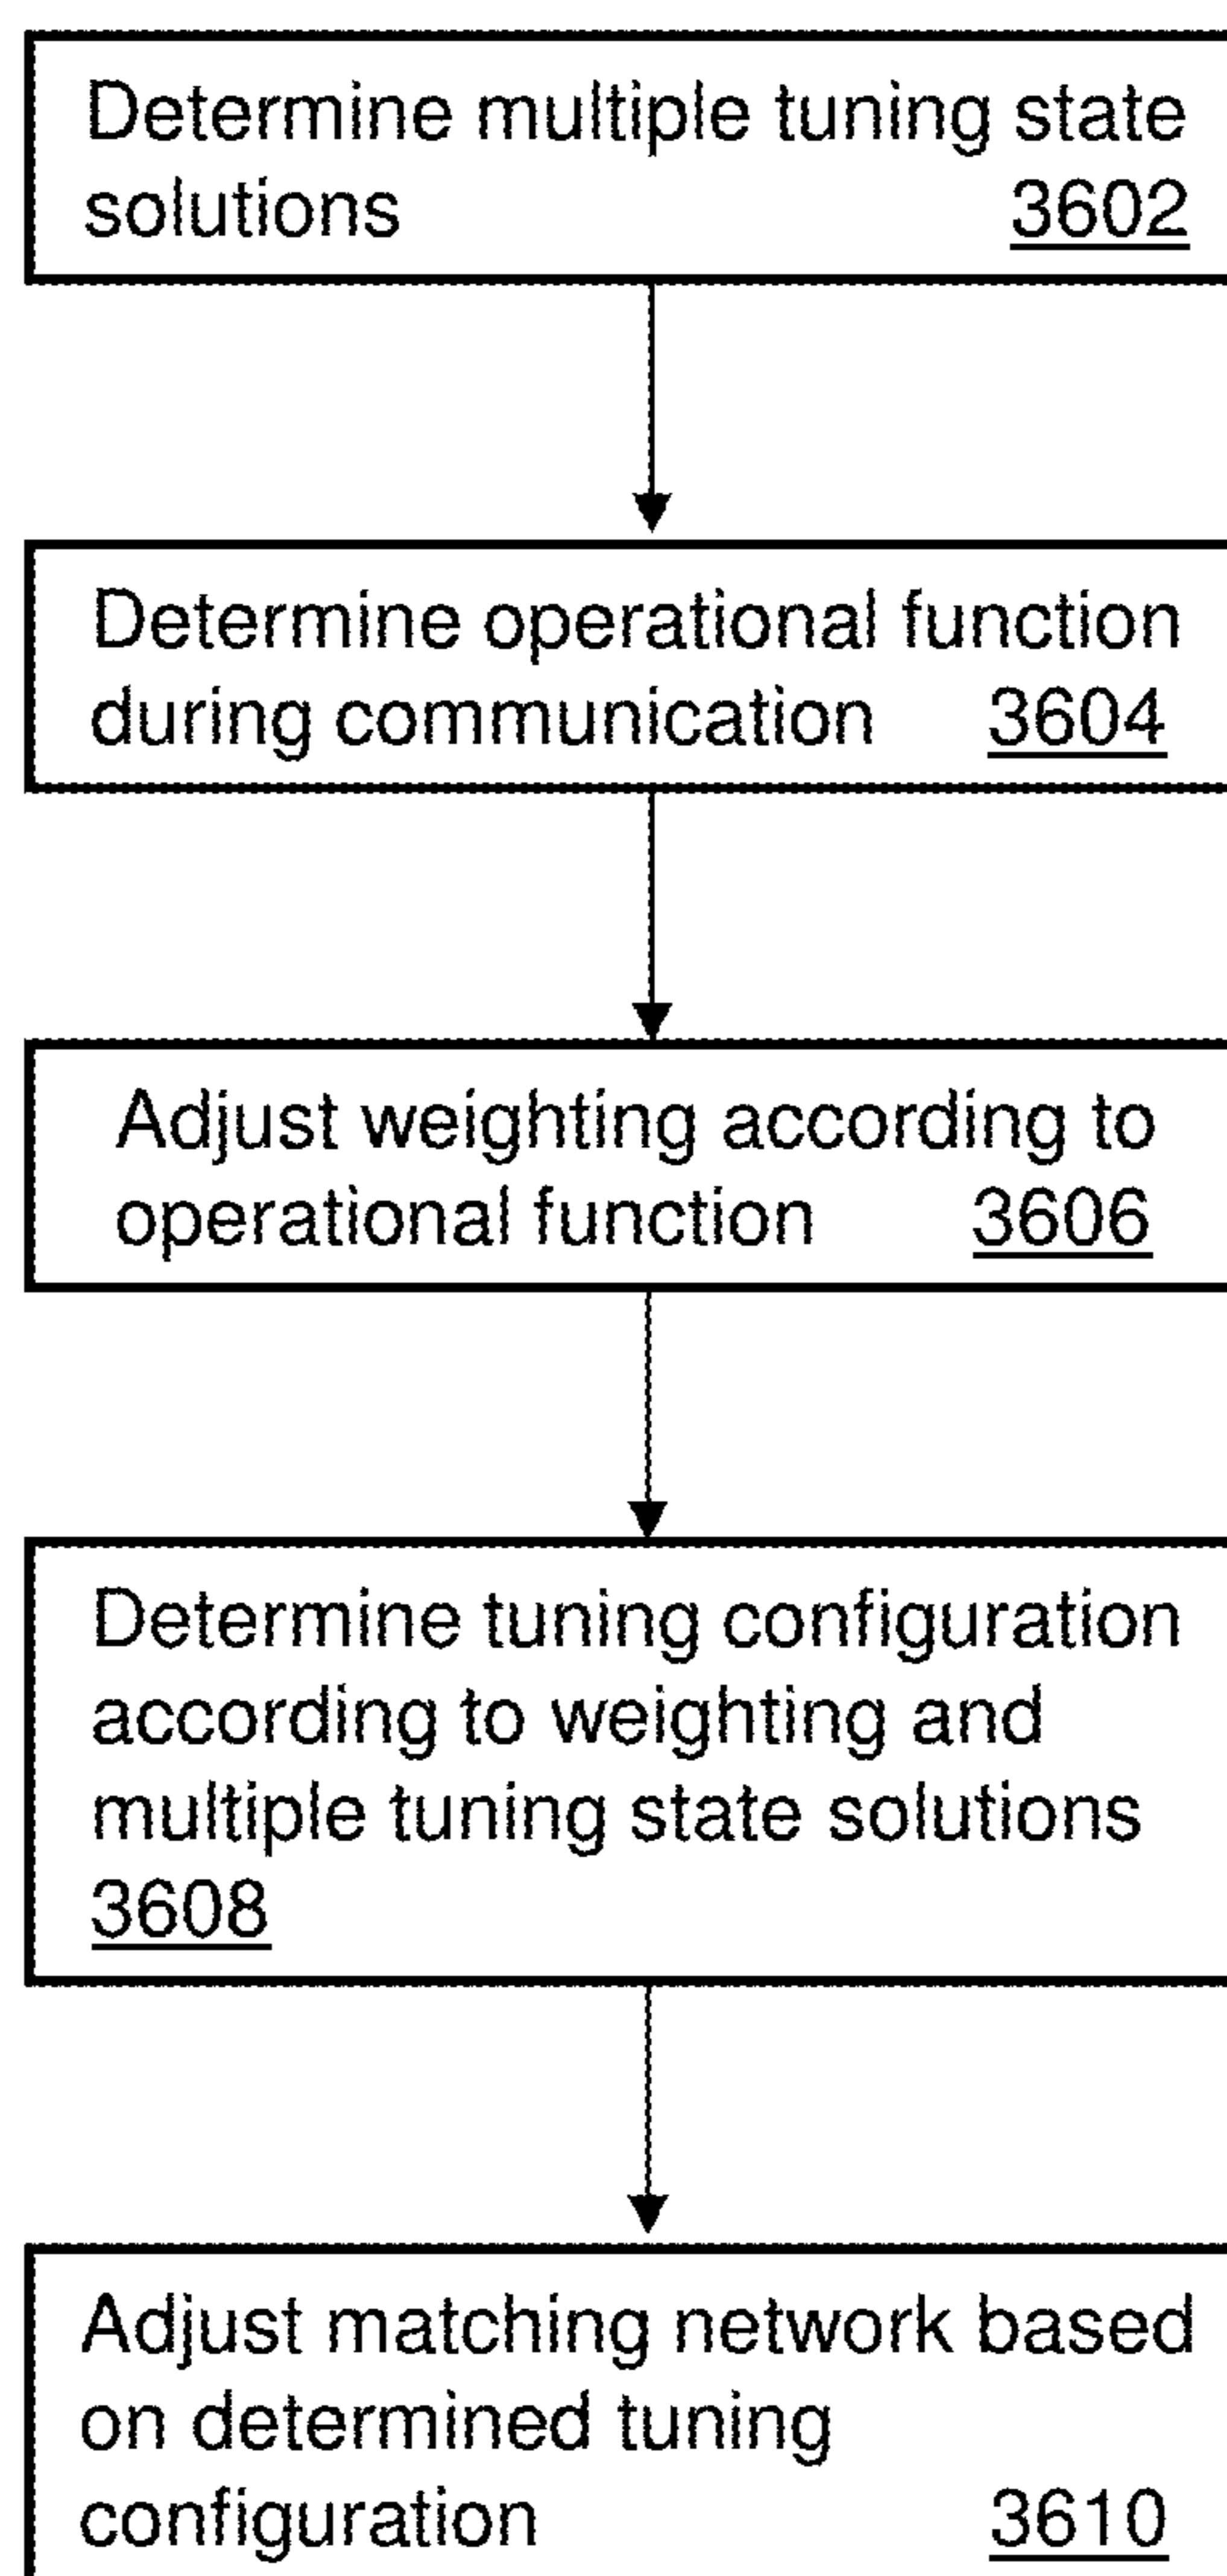 Determine multiple tuning state
solutions 3602
Determine operational function
during communication 3604
Adjust weighting according to
operational function 3606
Determine tuning configuration
according to weighting and
multiple tuning state solutions
3608
Adjust matching network based
on determined tuning
configuration 3610